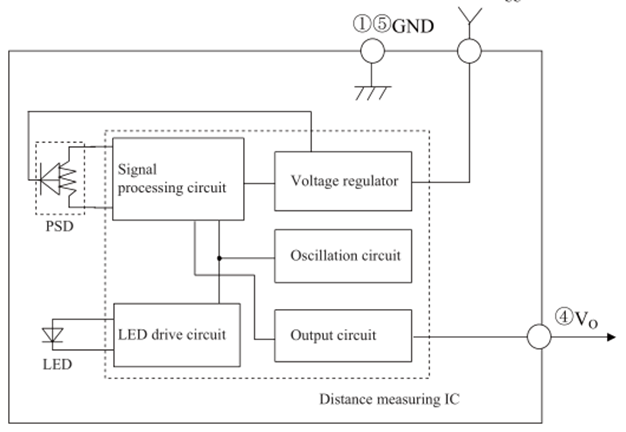 ①⑤GND
Signal
processing circuit
Voltage regulator
PSD
Oscillation circuit
④Vo
LED drive circuit
Output circuit
LED
Distance measuring IC